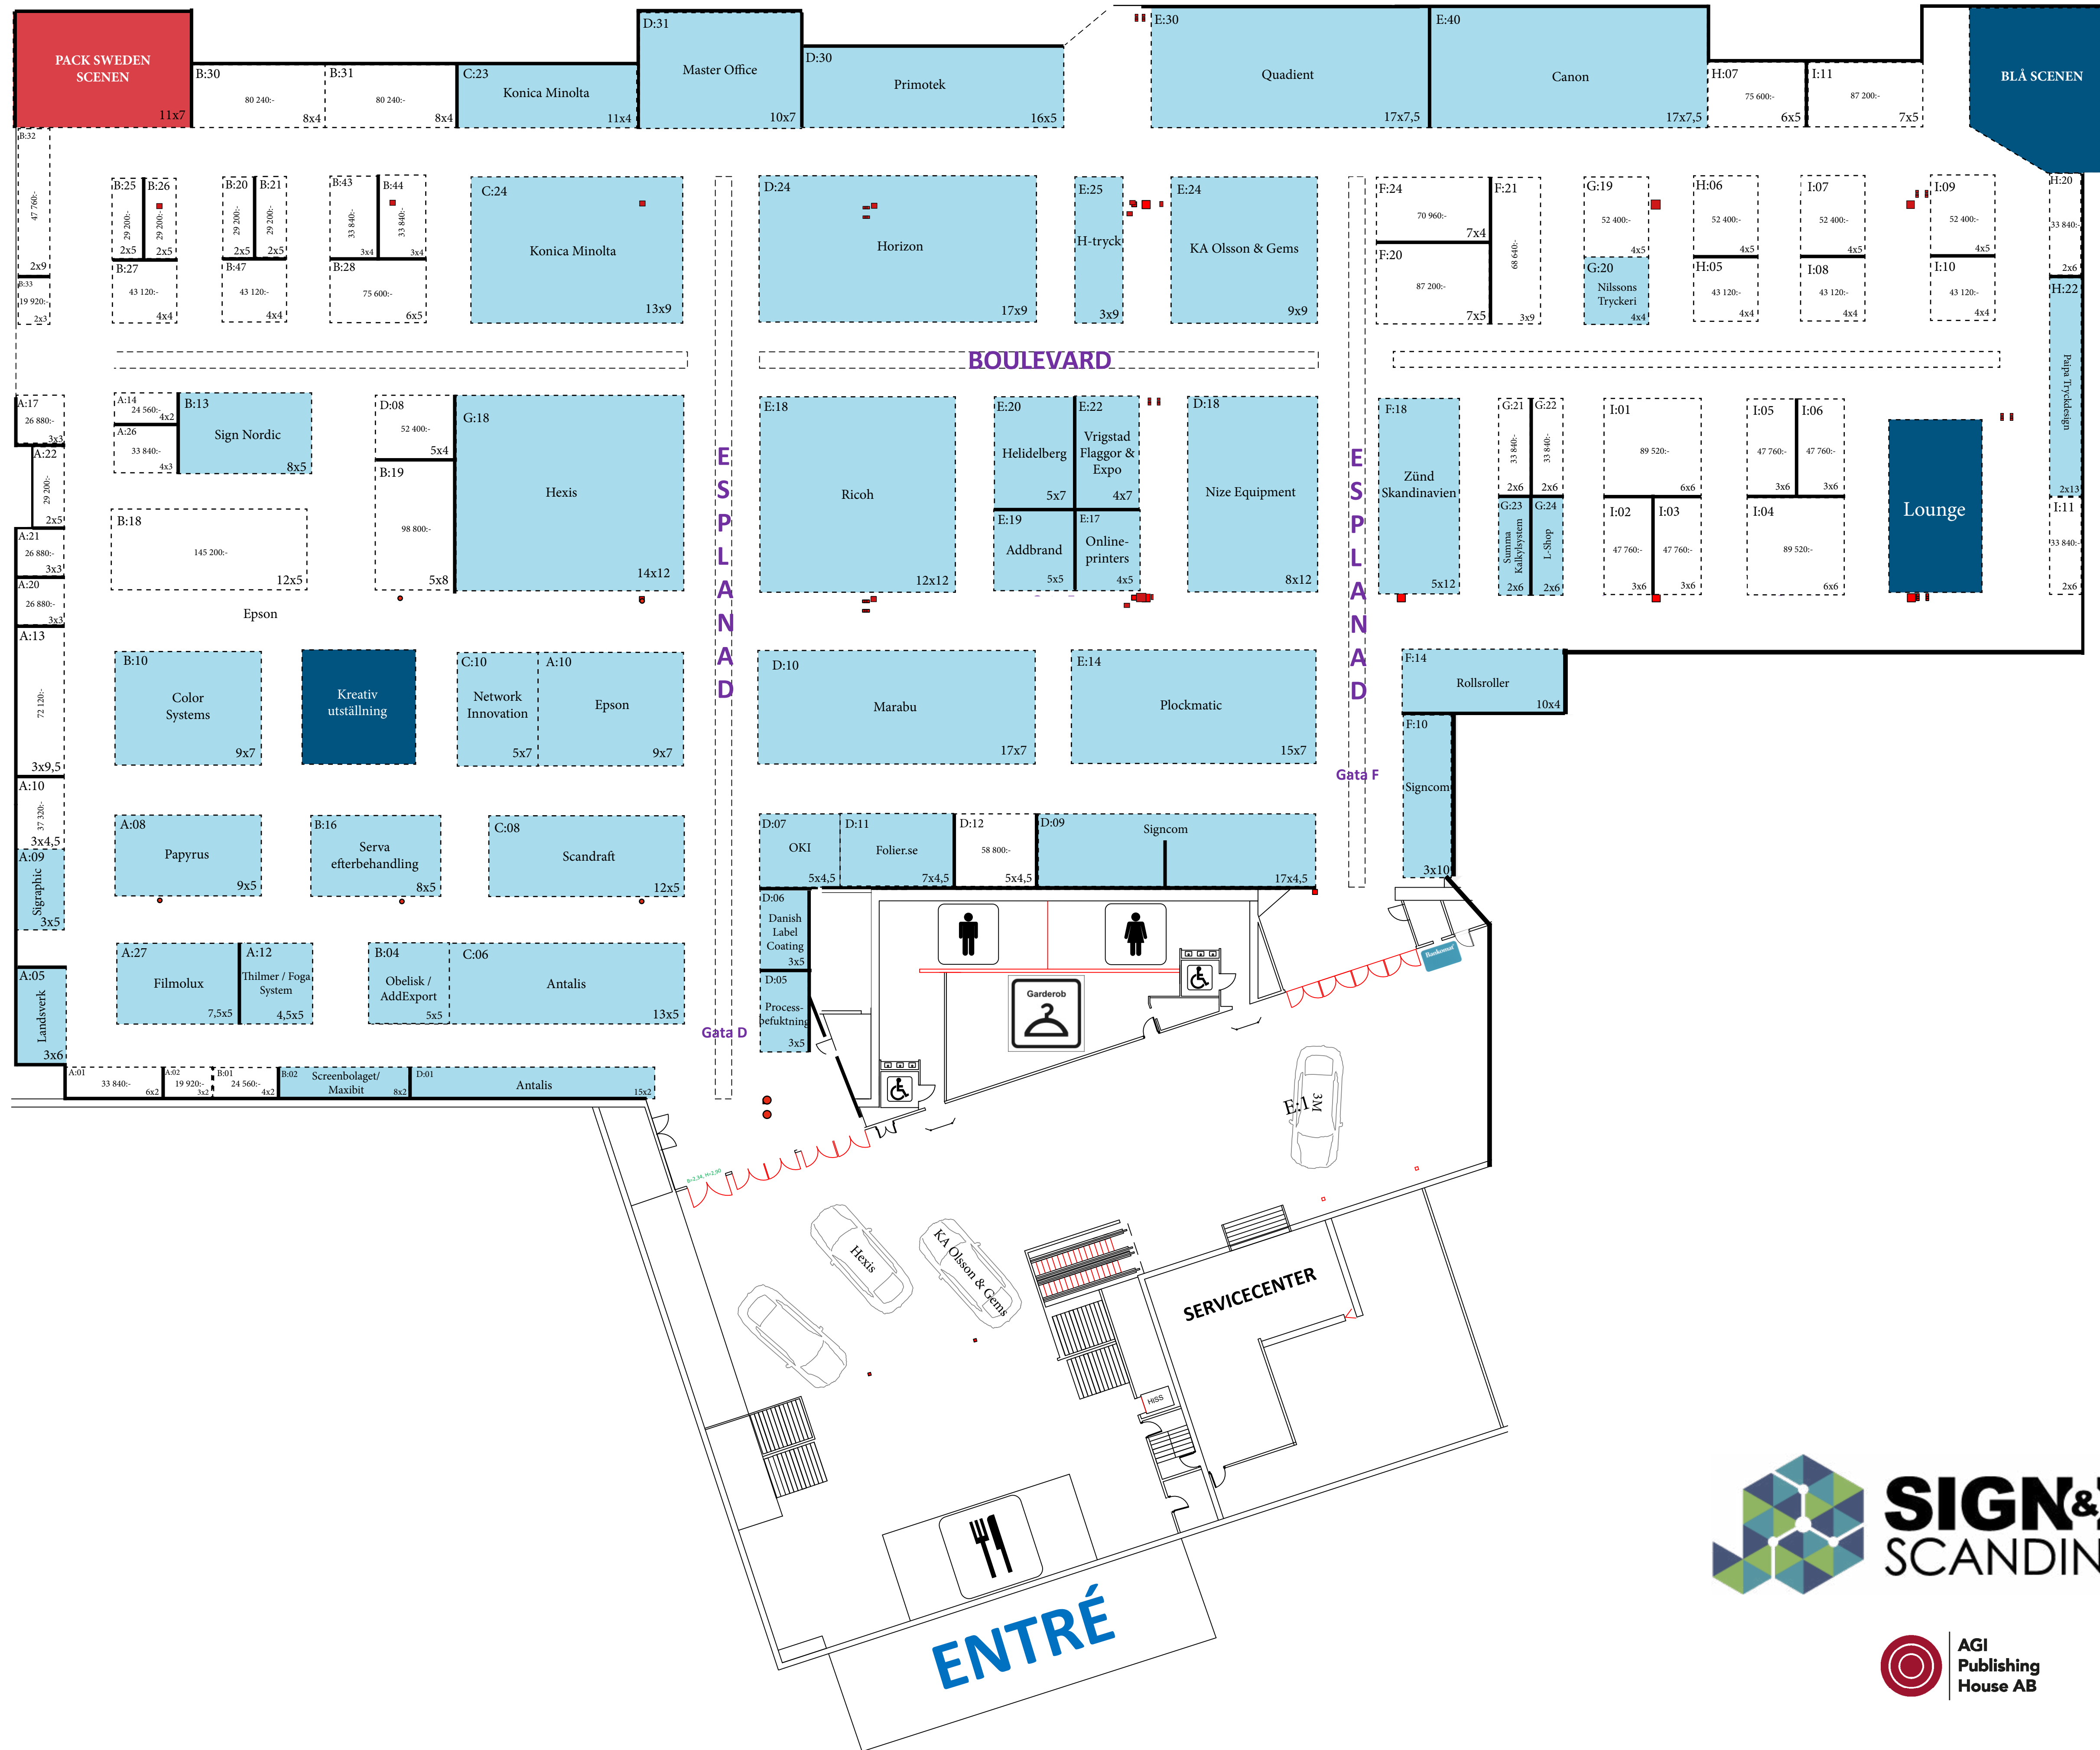 PACK SWEDEN
SCENEN
11x7
B:30
80 240:-
8x4
B:31
80 240:-
8x4
C:23
Konica Minolta
11x4
D:31
Master Office
10x7
D:30
Primotek
16x5
E:30
Quadient
17x7,5
E:40
Canon
17x7,5
H:07
75 600:-
6x5
I:11
87 200:-
7x5
BLÅ SCENEN
B:32
47 760:-
2x9
B:33
19 920:-
2x3
B:25
29 200:-
2x5
B:26
29 200:-
2x5
B:27
43 120:-
4x4
B:20
29 200:-
2x5
B:21
29 200:-
2x5
B:47
43 120:-
4x4
B:43
33 840:-
3x4
B:44
33 840:-
3x4
B:28
75 600:-
6x5
C:24
Konica Minolta
13x9
D:24
Horizon
17x9
E:25
H-tryck
3x9
E:24
KA Olsson & Gems
9x9
F:24
70 960:-
7x4
F:20
87 200:-
7x5
F:21
68 640:-
3x9
G:19
52 400:-
4x5
G:20
Nilssons
Tryckeri
4x4
H:06
52 400:-
4x5
H:05
43 120:-
4x4
I:07
52 400:-
4x5
I:08
43 120:-
4x4
I:09
52 400:-
4x5
I:10
43 120:-
4x4
H:20
33 840:-
2x6
H:22
Paipa Tryckdesign
2x13
I:11
33 840:-
2x6
BOULEVARD
A:17
26 880:-
3x3
A:22
29 200:-
2x5
A:21
26 880:-
3x3
A:20
26 880:-
3x3
A:13
72 120:-
3x9,5
A:10
37 320:-
3x4,5
A:09
Sigraphic
3x5
A:05
Landsverk
3x6
A:14
24 560:-
4x2
A:26
33 840:-
4x3
B:13
Sign Nordic
8x5
B:18
145 200:-
12x5
Epson
D:08
52 400:-
5x4
B:19
98 800:-
5x8
G:18
Hexis
14x12
ESPLANAD
E:18
Ricoh
12x12
E:20
Helidelberg
5x7
E:22
Vrigstad
Flaggor &
Expo
4x7
E:19
Addbrand
5x5
E:17
Online-
printers
4x5
D:18
Nize Equipment
8x12
ESPLANAD
F:18
Zünd
Skandinavien
5x12
G:21
33 840:-
2x6
G:22
33 840:-
2x6
G:23
Summa
Kalkylsystem
2x6
G:24
L-Shop
2x6
I:01
89 520:-
6x6
I:02
47 760:-
3x6
I:03
47 760:-
3x6
I:05
47 760:-
3x6
I:06
47 760:-
3x6
I:04
89 520:-
6x6
Lounge
B:10
Color
Systems
9x7
Kreativ
utställning
C:10
Network
Innovation
5x7
A:10
Epson
9x7
D:10
Marabu
17x7
E:14
Plockmatic
15x7
Gata F
F:14
Rollsroller
10x4
F:10
Signcom
3x10
A:08
Papyrus
9x5
B:16
Serva
efterbehandling
8x5
C:08
Scandraft
12x5
D:07
OKI
5x4,5
D:11
Folier.se
7x4,5
D:12
58 800:-
5x4,5
D:09
Signcom
17x4,5
D:06
Danish
Label
Coating
3x5
D:05
Process-
befuktning
3x5
A:27
Filmolux
7,5x5
A:12
Thilmer / Foga
System
4,5x5
B:04
Obelisk /
AddExport
5x5
C:06
Antalis
13x5
Gata D
A:01
33 840:-
6x2
A:02
19 920:-
3x2
B:01
24 560:-
4x2
B:02
Screenbolaget/
Maxibit
8x2
D:01
Antalis
15x2
Garderob
Bankomat
E:1
3M
B=2,34, H=2,90
Hexis
KA Olsson & Gems
SERVICECENTER
HISS
ENTRÉ
SIGN&
SCANDIN
AGI
Publishing
House AB